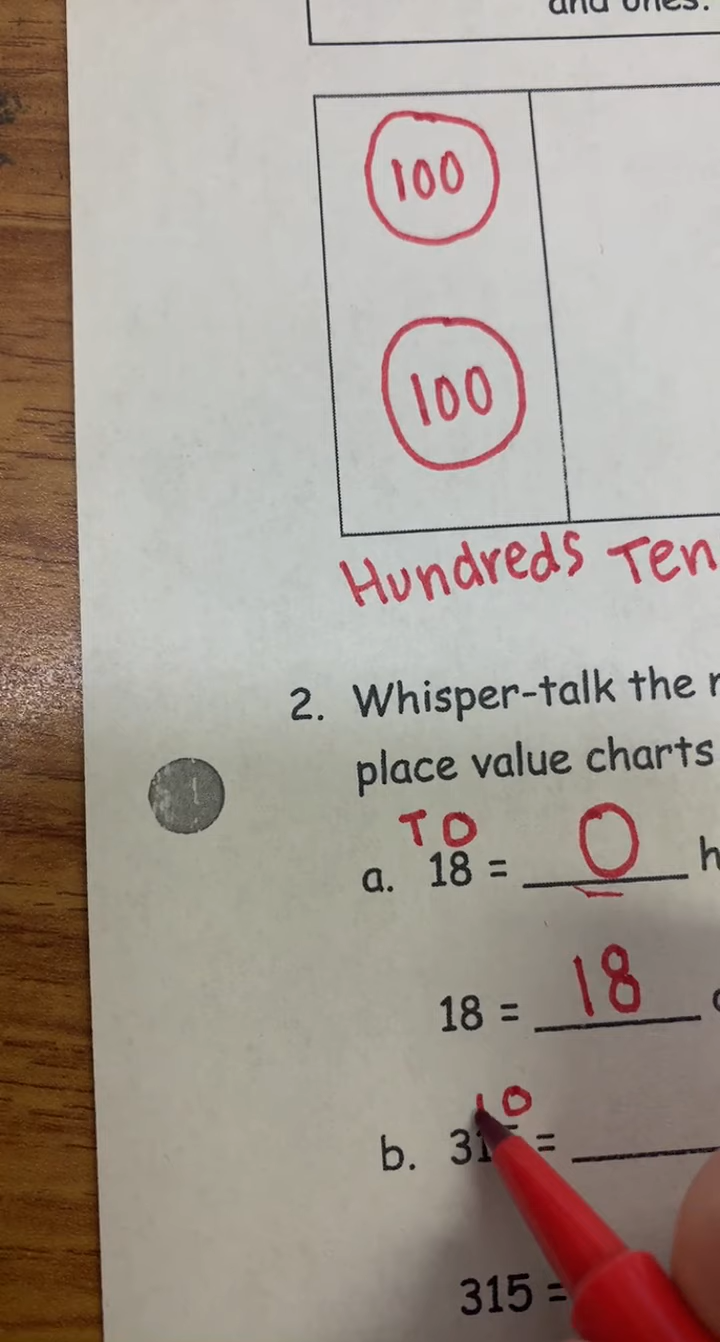 and ones.
100
100
Hundreds Ten
2. Whisper-talk the
place value charts
T O
a. 18 = 0 h
18 = 18
O
b. 31 =
315 =